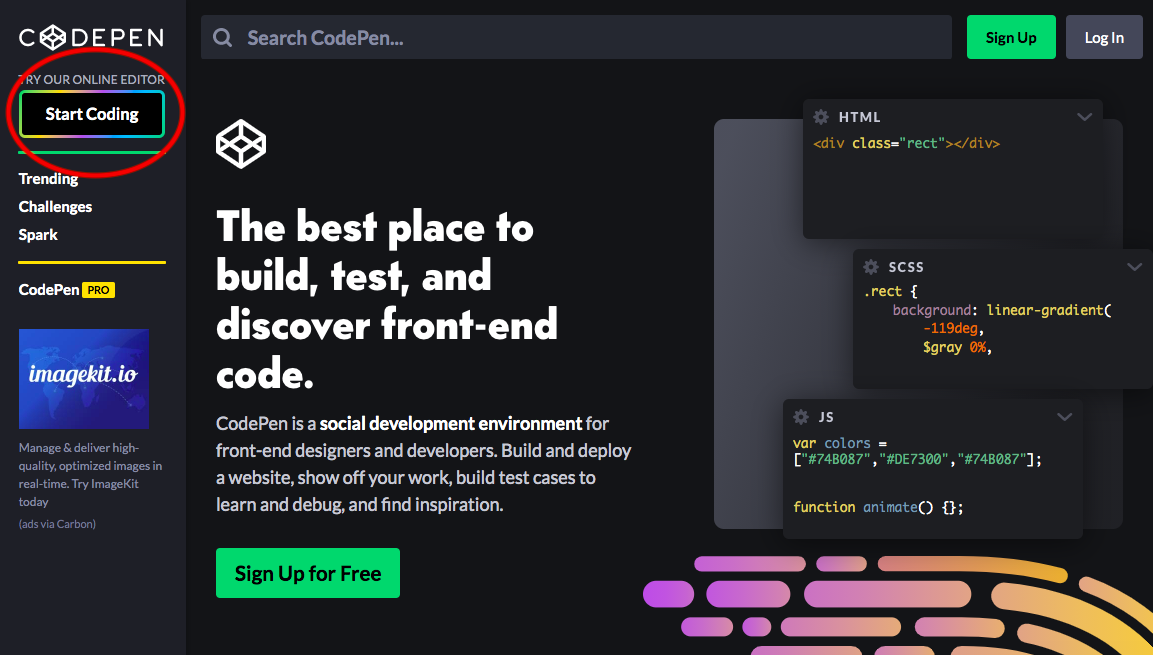 CODEPEN
TRY OUR ONLINE EDITOR
Start Coding
Trending
Challenges
Spark
CodePen PRO
imagekit.io
Manage & deliver high-
quality, optimized images in
real-time. Try ImageKit
today
(ads via Carbon)
Search CodePen...
Sign Up
Log In
The best place to
build, test, and
discover front-end
code.
CodePen is a social development environment for
front-end designers and developers. Build and deploy
a website, show off your work, build test cases to
learn and debug, and find inspiration.
Sign Up for Free
HTML
<div class="rect"></div>
SCSS
.rect {
background: linear-gradient(
-119deg,
$gray 0%,
JS
var colors =
["#74B087","#DE7300","#74B087"];
function animate() {};